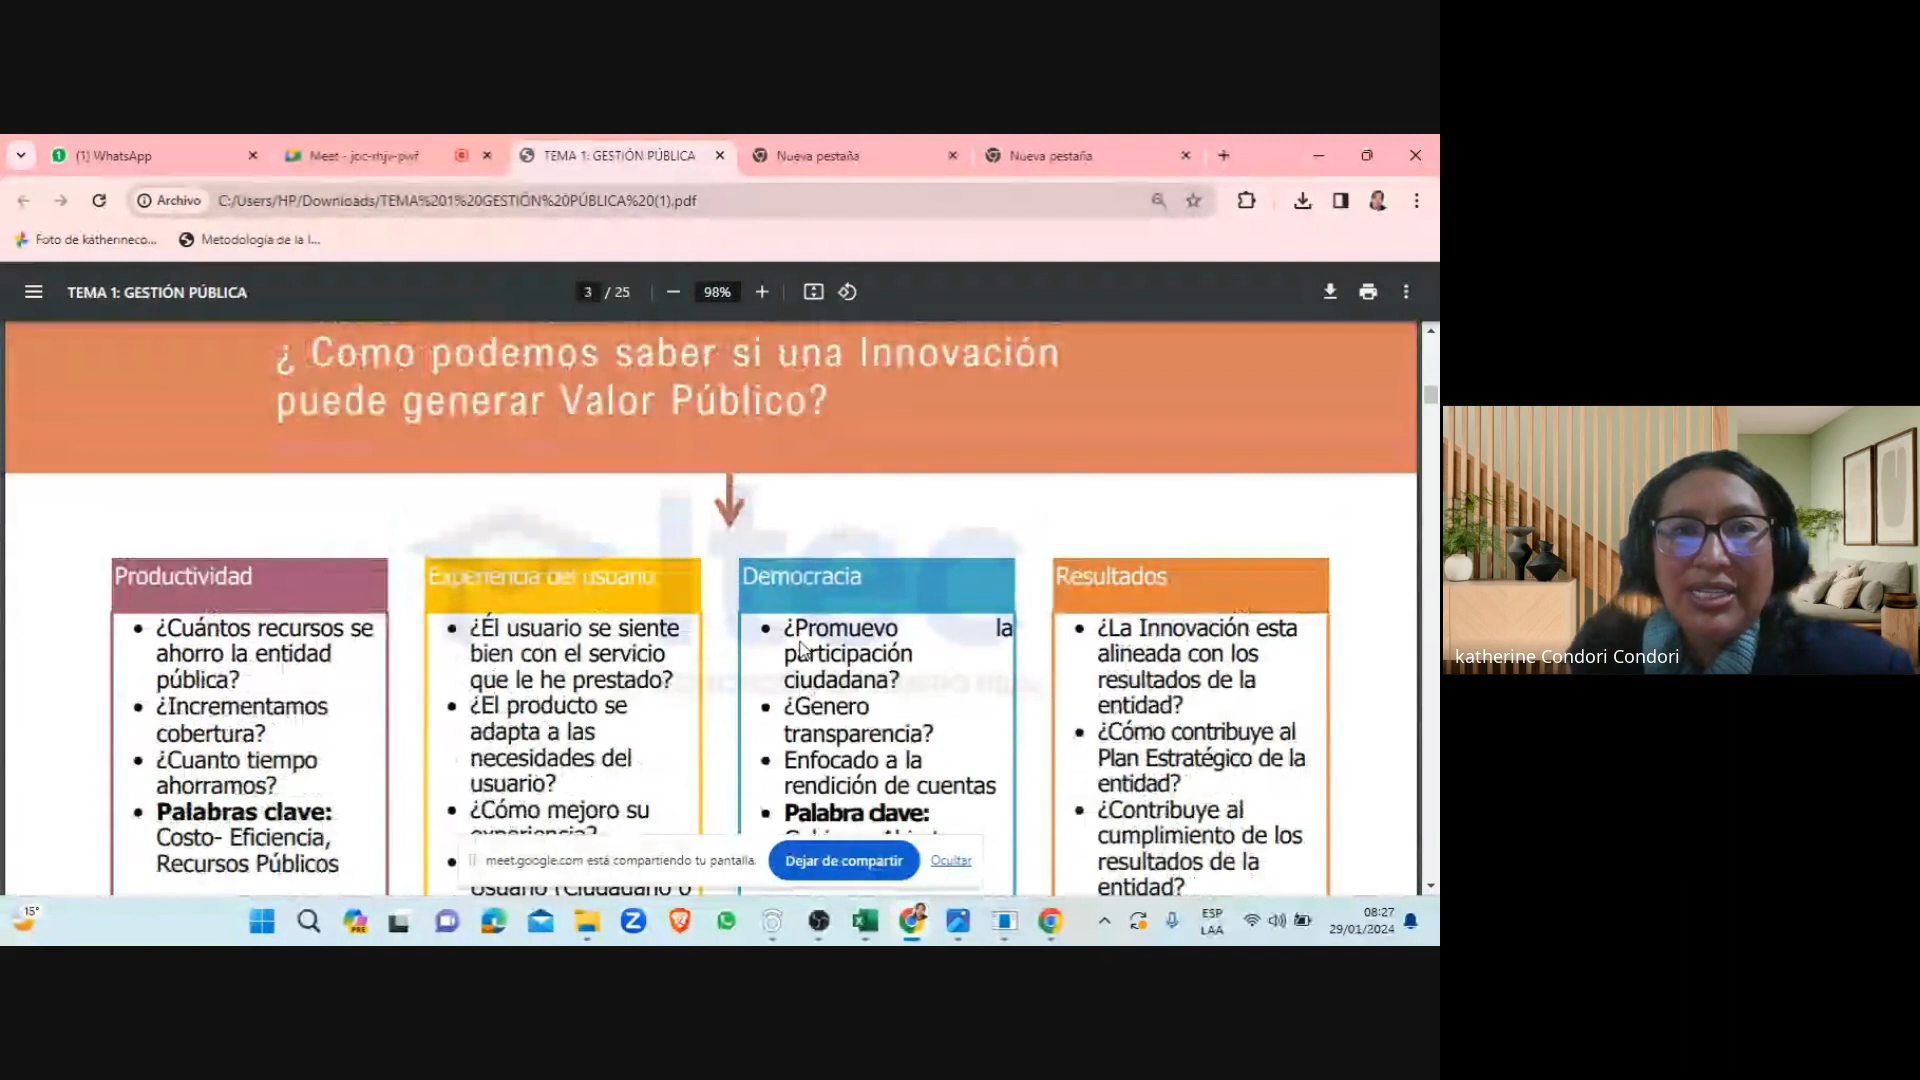 (1) WhatsApp
Meet - joc-rhjv-pwf
TEMA 1: GESTIÓN PÚBLICA
Nueva pestaña
Nueva pestaña
Archivo
C:/Users/HP/Downloads/TEMA%201%20GESTIÓN%20PÚBLICA%20(1).pdf
Foto de katherineco...
Metodología de la I...
TEMA 1: GESTIÓN PÚBLICA
3 / 25
98%
¿ Como podemos saber si una Innovación
puede generar Valor Público?
Productividad
• ¿Cuántos recursos se
ahorro la entidad
pública?
• ¿Incrementamos
cobertura?
• ¿Cuanto tiempo
ahorramos?
• Palabras clave:
Costo- Eficiencia,
Recursos Públicos
Experiencia del usuario
• ¿Él usuario se siente
bien con el servicio
que le he prestado?
• ¿El producto se
adapta a las
necesidades del
usuario?
• ¿Cómo mejoro su
experiencia?
Usuario (Ciudadano o
Democracia
• ¿Promuevo la
participación
ciudadana?
• ¿Genero
transparencia?
• Enfocado a la
rendición de cuentas
• Palabra clave:
Resultados
• ¿La Innovación esta
alineada con los
resultados de la
entidad?
• ¿Cómo contribuye al
Plan Estratégico de la
entidad?
• ¿Contribuye al
cumplimiento de los
resultados de la
entidad?
Itec
meet.google.com está compartiendo tu pantalla.
Dejar de compartir
Ocultar
15°
PRE
ESP
LAA
08:27
29/01/2024
katherine Condori Condori